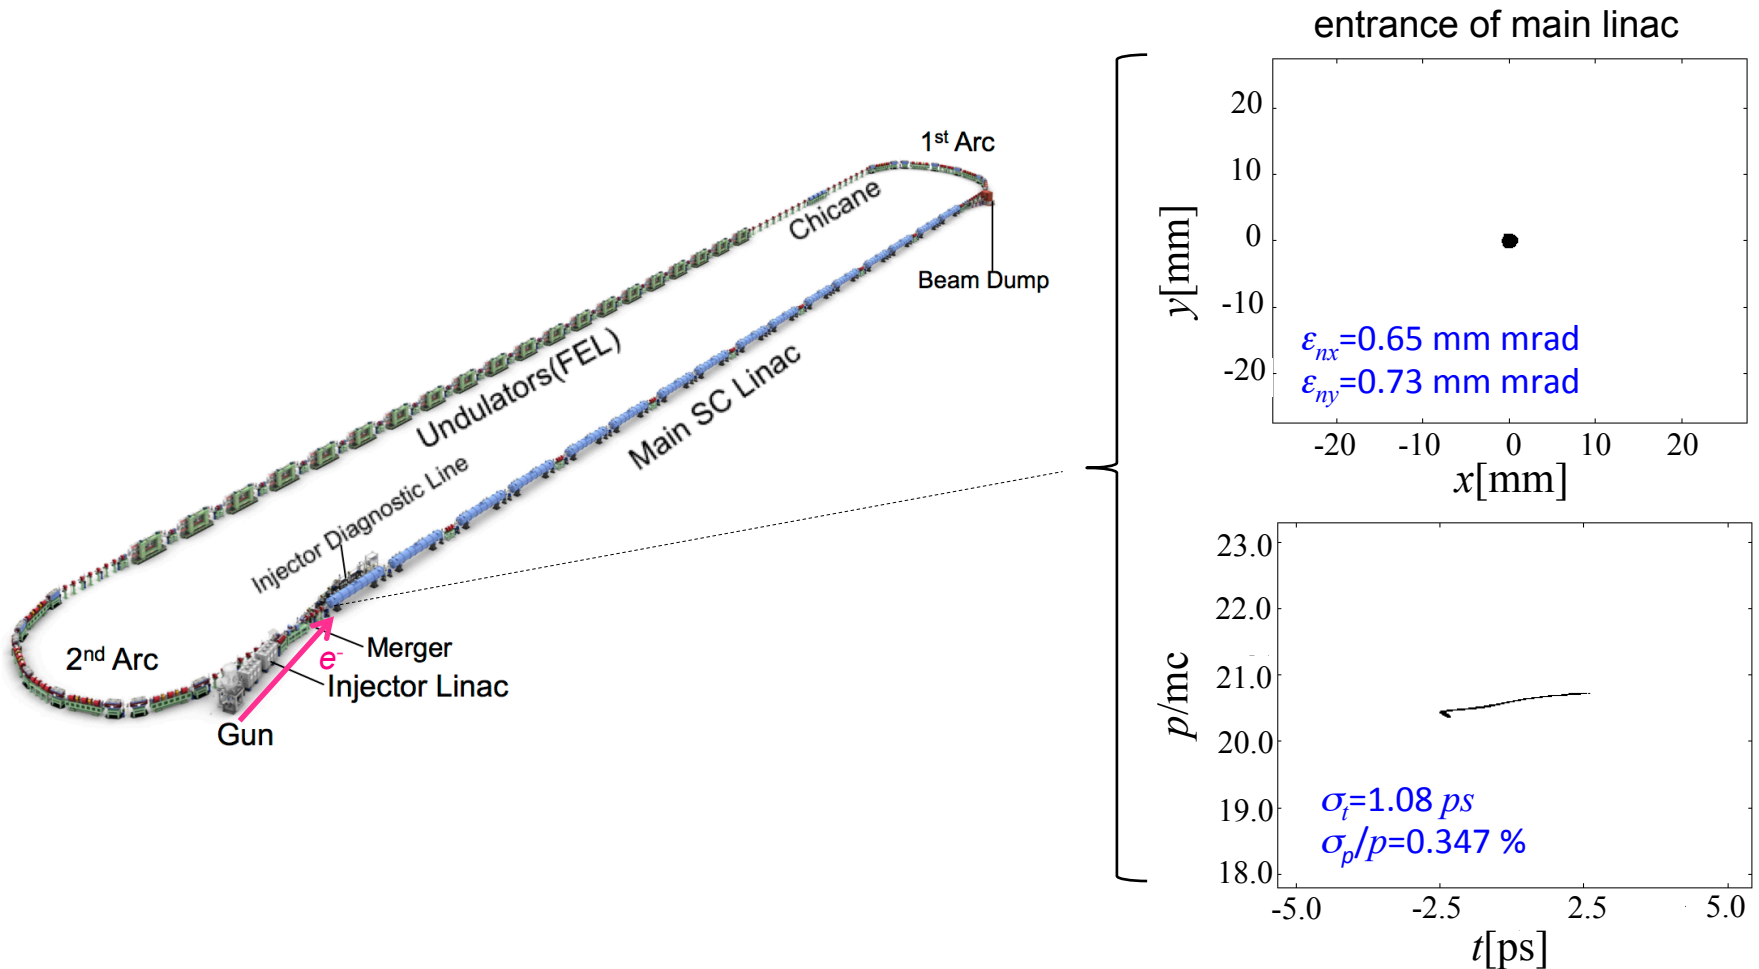 entrance of main linac
1st Arc
Chicane
Beam Dump
Undulators(FEL)
Main SC Linac
Injector Diagnostic Line
2nd Arc
Merger
e-
Injector Linac
Gun
20
10
0
-10
-20
y[mm]
εnx=0.65 mm mrad
εny=0.73 mm mrad
-20 -10 0 10 20
x[mm]
23.0
22.0
21.0
20.0
19.0
18.0
p/mc
σt=1.08 ps
σp/p=0.347 %
-5.0 -2.5 2.5 5.0
t[ps]